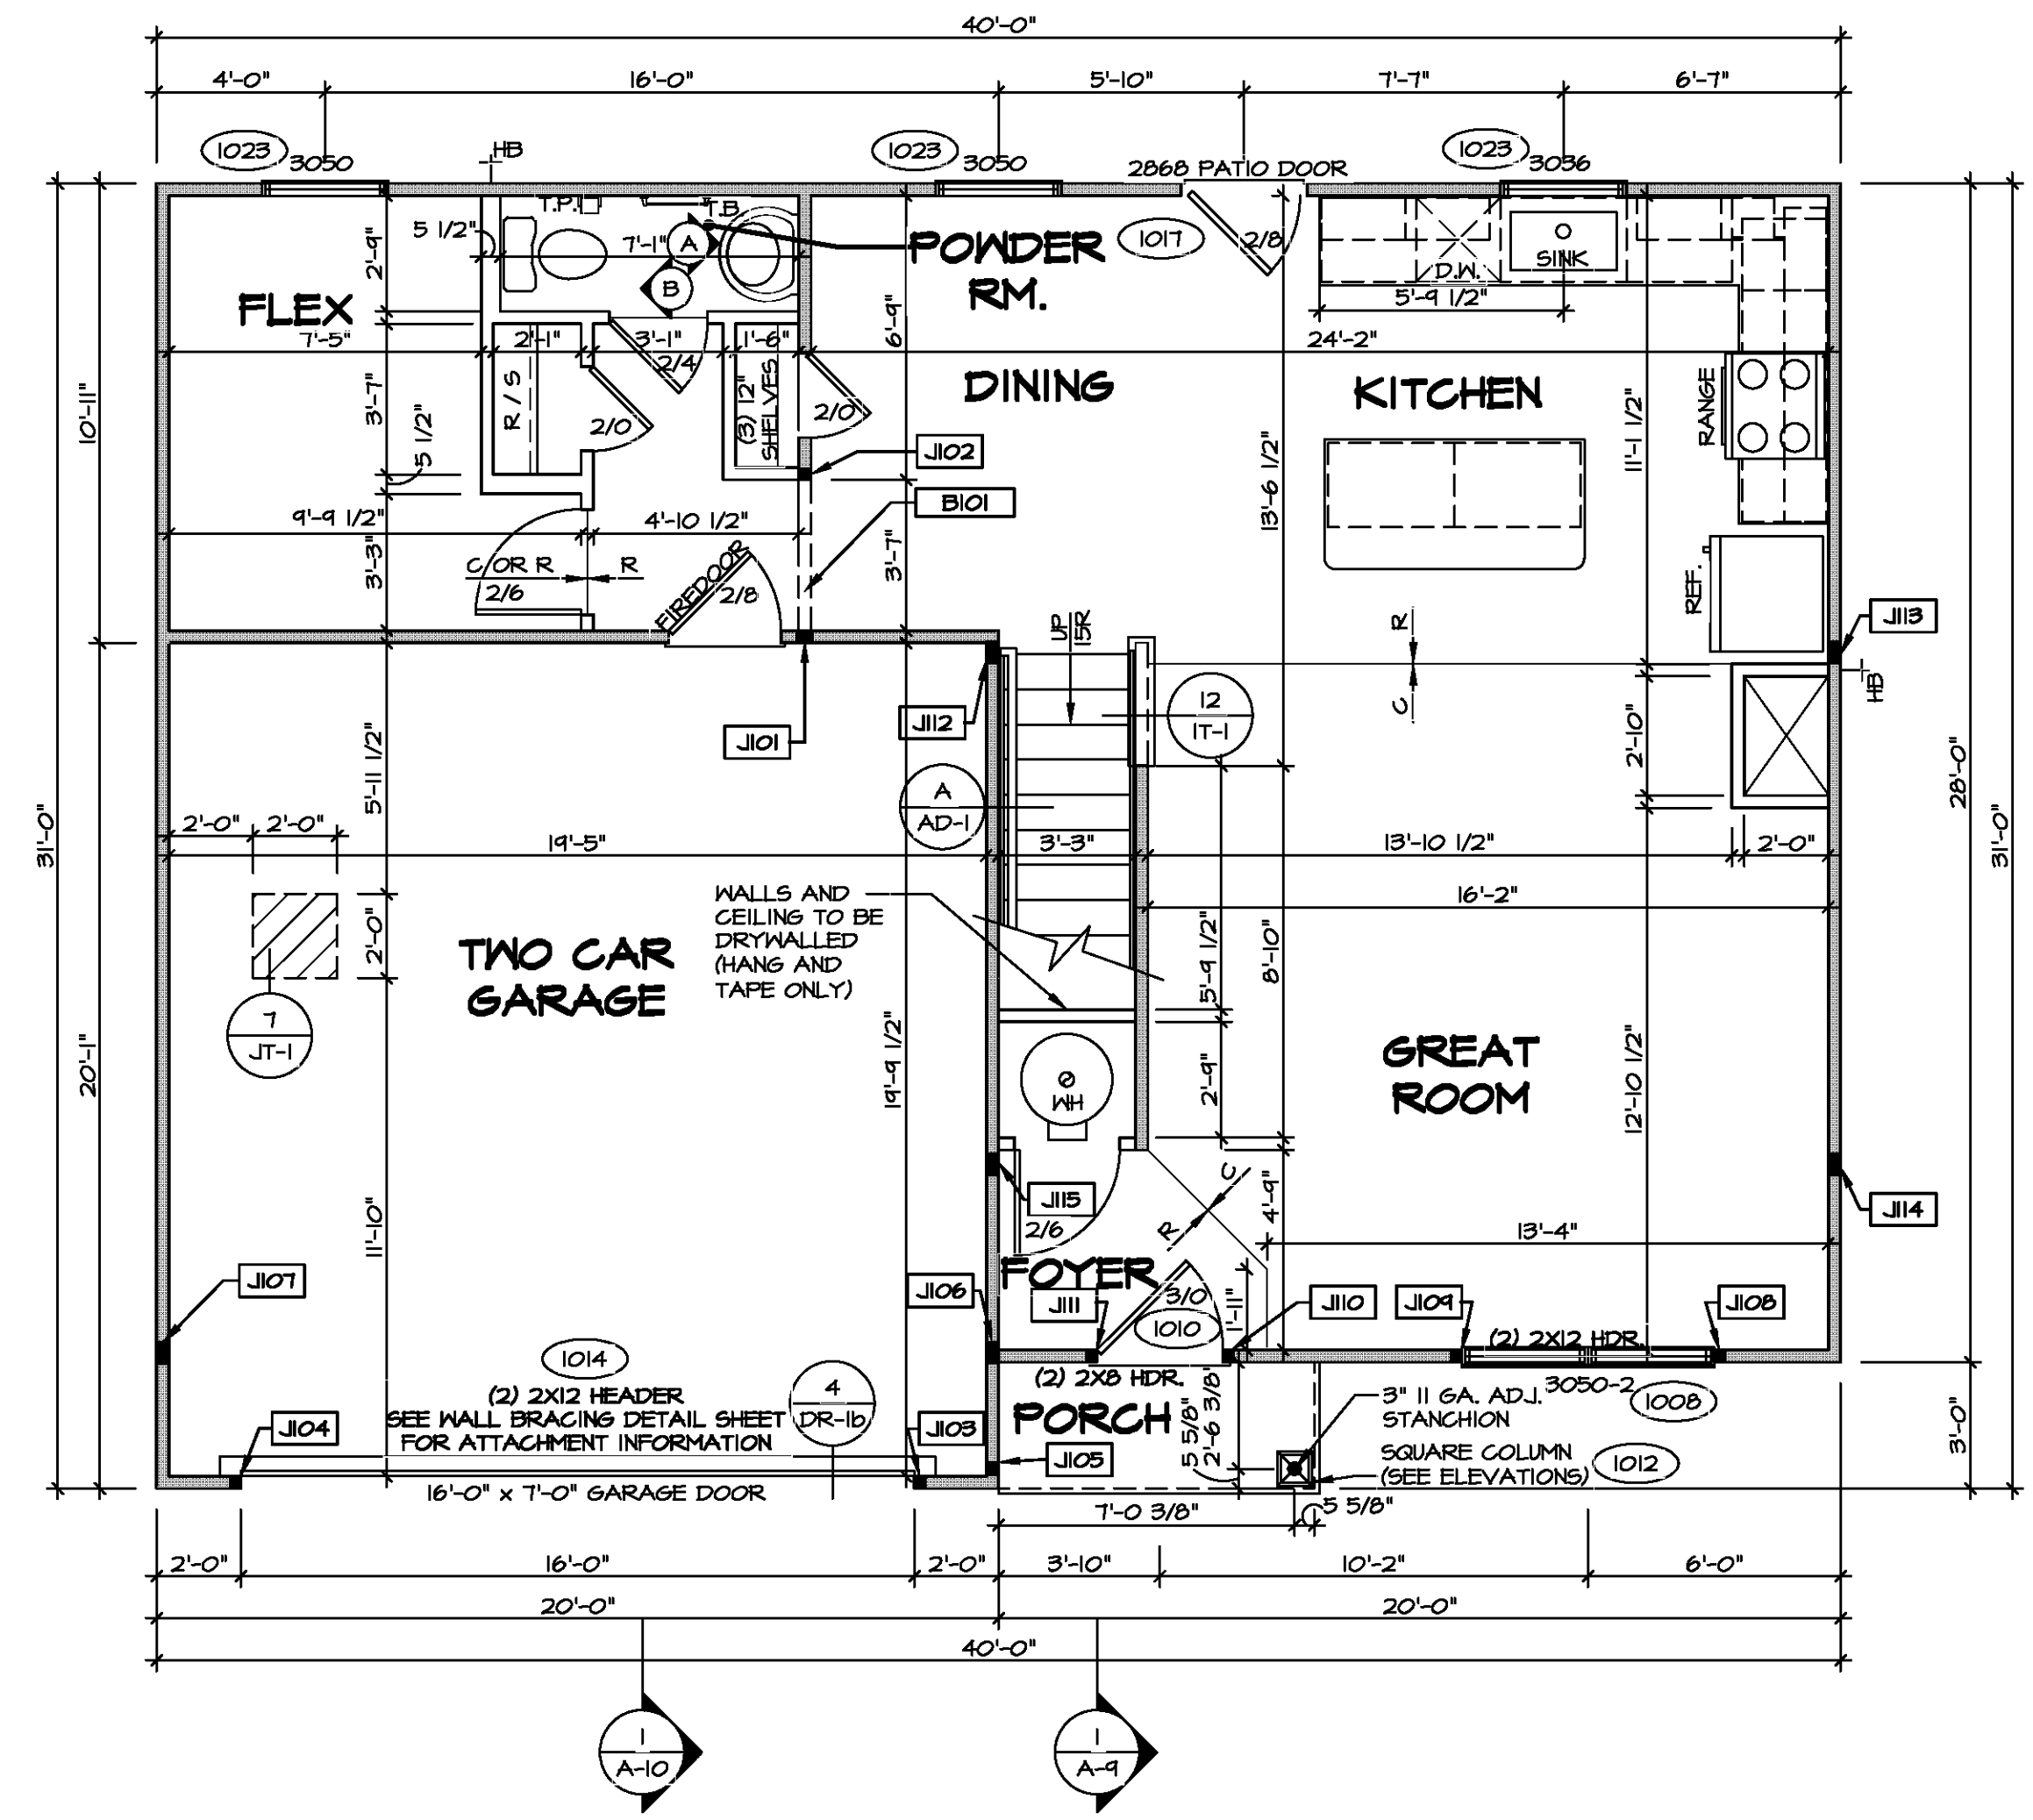 40'-0"
4'-0"
16'-0"
5'-10"
7'-7"
6'-7"
1023
3050
HB
1023
3050
2868 PATIO DOOR
1023
3036
T.P.
T.B.
5 1/2"
7'-1"
A
B
2'-9"
POWDER
RM.
1017
2/8
D.W.
SINK
5'-9 1/2"
FLEX
7'-5"
2'-1"
3'-1"
2/4
1'-6"
6'-9"
24'-2"
DINING
KITCHEN
RANGE
10'-11"
3'-7"
5 1/2"
R / S
2/0
(3) 12"
SHELVES
2/0
J102
B101
13'-6 1/2"
11'-1 1/2"
9'-9 1/2"
4'-10 1/2"
3'-3"
C OR R
R
2/6
FIREDOOR
2/8
3'-7"
REF.
J113
HB
UP
15R
R
C
J101
J112
12
1T-1
2'-10"
5'-11 1/2"
A
AD-1
31'-0"
28'-0"
31'-0"
2'-0"
2'-0"
19'-5"
3'-3"
13'-10 1/2"
2'-0"
16'-2"
WALLS AND
CEILING TO BE
DRYWALLED
(HANG AND
TAPE ONLY)
2'-0"
TWO CAR
GARAGE
5'-9 1/2"
8'-10"
7
JT-1
20'-1"
19'-9 1/2"
WH
2'-9"
GREAT
ROOM
12'-10 1/2"
11'-10"
J115
2/6
C
R
4'-9"
13'-4"
J114
J107
J106
FOYER
J111
3/0
1010
1'-11"
J110
J109
J108
(2) 2X12 HDR.
1014
(2) 2X12 HEADER
SEE WALL BRACING DETAIL SHEET
FOR ATTACHMENT INFORMATION
4
DR-1b
(2) 2X8 HDR.
PORCH
5 5/8"
2'-6 3/8"
3" 11 GA. ADJ.
STANCHION
3050-2
1008
SQUARE COLUMN
(SEE ELEVATIONS)
1012
3'-0"
J104
J103
J105
16'-0" x 7'-0" GARAGE DOOR
7'-0 3/8"
5 5/8"
2'-0"
16'-0"
2'-0"
3'-10"
10'-2"
6'-0"
20'-0"
20'-0"
40'-0"
1
A-10
1
A-9